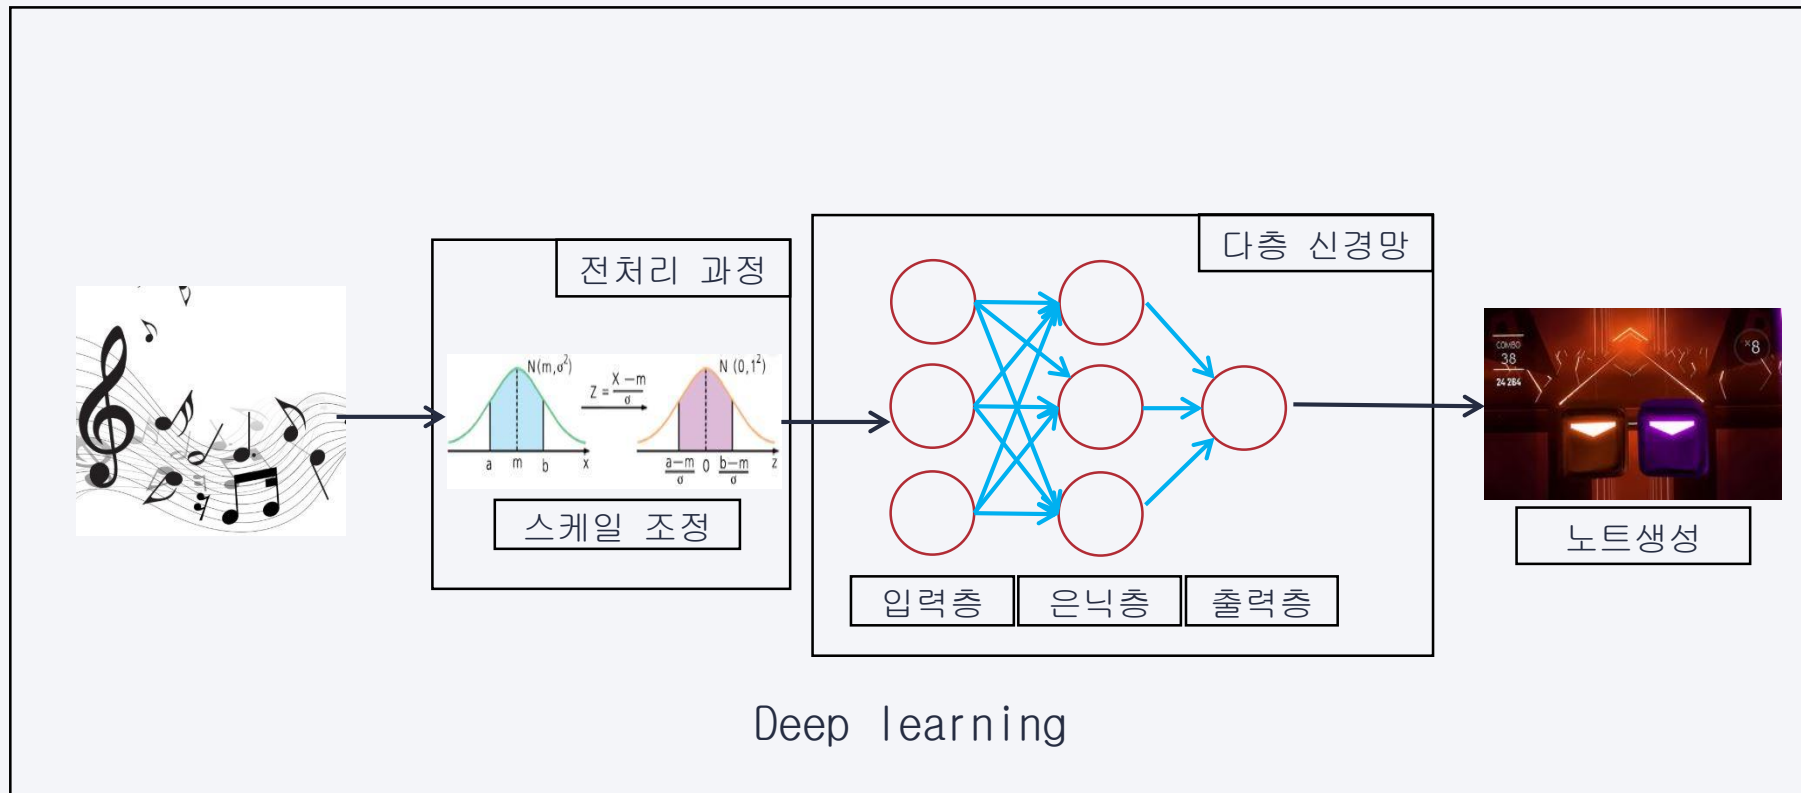 전처리 과정
N(m,σ²)
Z = X-m/σ
N (0,1²)
a m b x
a-m/σ 0 b-m/σ z
스케일 조정
다층 신경망
입력층 은닉층 출력층
COMBO
38
24 264
×8
노트생성
Deep learning